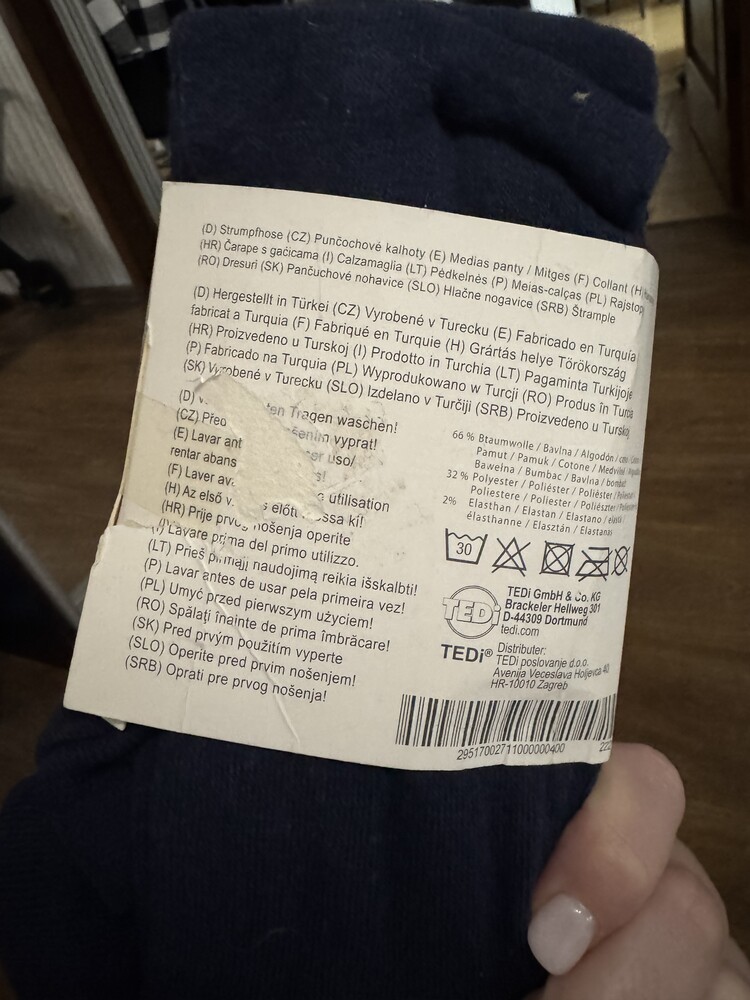 (D) Strumpfhose (CZ) Punčochové kalhoty (E) Medias panty / Mitges (F) Collant (H)
(HR) Čarape s gaćicama (I) Calzamaglia (LT) Pėdkelnės (P) Meias-calças (PL) Rajstopy
(RO) Dresuri (SK) Pančuchové nohavice (SLO) Hlačne nogavice (SRB) Štrample
(D) Hergestellt in Türkei (CZ) Vyrobené v Turecku (E) Fabricado en Turquía
fabricat a Turquia (F) Fabriqué en Turquie (H) Grártás helye Törökország
(HR) Proizvedeno u Turskoj (I) Prodotto in Turchia (LT) Pagaminta Turkijoje
(P) Fabricado na Turquia (PL) Wyprodukowano w Turcji (RO) Produs în Turcia
(SK) Vyrobené v Turecku (SLO) Izdelano v Turčiji (SRB) Proizvedeno u Turskoj
(D) Tragen waschen!
(CZ) vyprat!
(E) Lavar uso/
rentar abans
(F) Laver utilisation
(H) Az első előtt ki!
(HR) Prije prvog nošenja operite
(I) Lavare prima del primo utilizzo.
(LT) Prieš pirmąjį naudojimą reikia išskalbti!
(P) Lavar antes de usar pela primeira vez!
(PL) Umyć przed pierwszym użyciem!
(RO) Spălați înainte de prima îmbrăcare!
(SK) Pred prvým použitím vyperte
(SLO) Operite pred prvim nošenjem!
(SRB) Oprati pre prvog nošenja!
66 % Btaumwolle / Bavlna / Algodón /
Pamut / Pamuk / Cotone / Medvilnė /
Bawełna / Bumbac / Bavlna / bombaž
32 % Polyester / Poliéster / Poliéster /
Poliestere / Poliester / Poliészter /
2% Elasthan / Elastan / Elastano /
élasthanne / Elasztán / Elastanas
30
TEDi
TEDi GmbH & Co. KG
Brackeler Hellweg 301
D-44309 Dortmund
tedi.com
TEDi®
Distributer:
TEDi poslovanje d.o.o.
Avenija Veceslava Holjevca 40
HR-10010 Zagreb
29517002711000000400
222